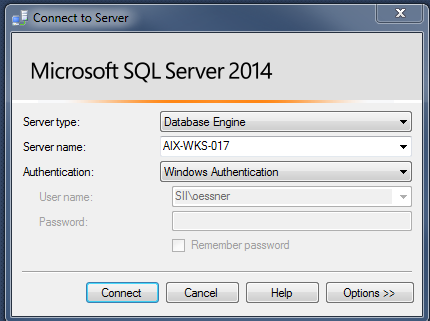 Connect to Server
Microsoft SQL Server 2014
Server type: Database Engine
Server name: AIX-WKS-017
Authentication: Windows Authentication
User name: SII\oessner
Password:
Remember password
Connect Cancel Help Options >>